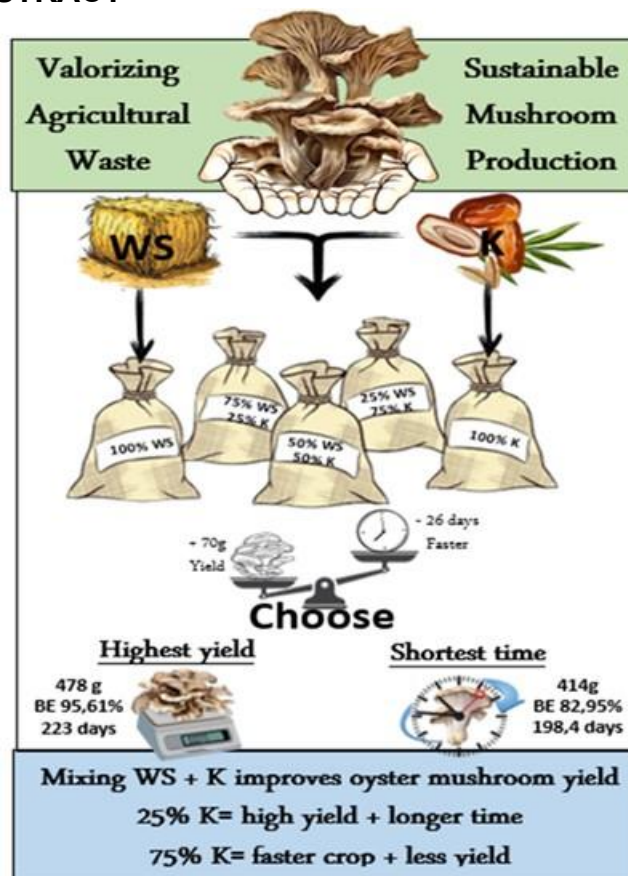 Valorizing
Agricultural
Waste
Sustainable
Mushroom
Production
WS
K
100% WS
75% WS
25% K
50% WS
50% K
25% WS
75% K
100% K
+ 70g
Yield
- 26 days
Faster
Choose
Highest yield
478 g
BE 95,61%
223 days
Shortest time
414g
BE 82,95%
198,4 days
Mixing WS + K improves oyster mushroom yield
25% K= high yield + longer time
75% K= faster crop + less yield